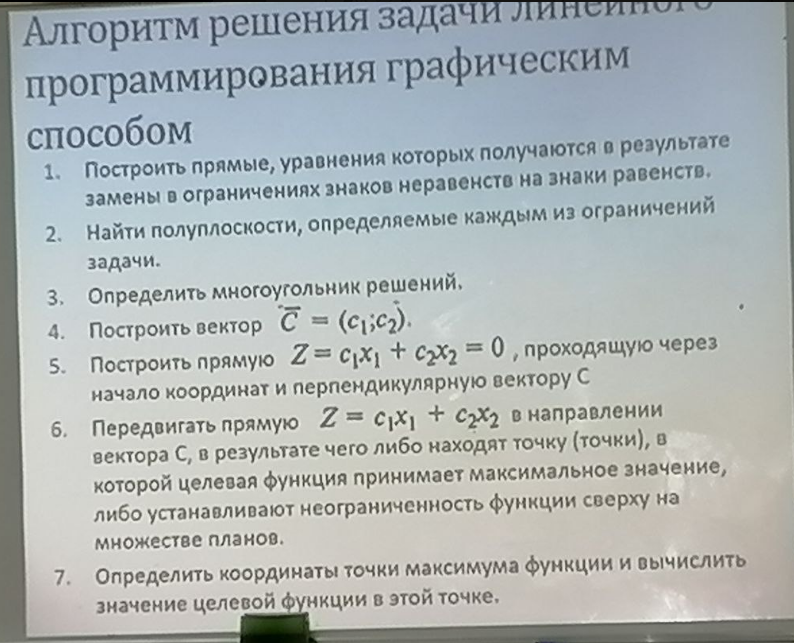 Алгоритм решения задачи линейного
программирования графическим
способом
1. Построить прямые, уравнения которых получаются в результате
замены в ограничениях знаков неравенств на знаки равенств.
2. Найти полуплоскости, определяемые каждым из ограничений
задачи.
3. Определить многоугольник решений.
4. Построить вектор C̅ = (c₁;c₂).
5. Построить прямую Z = c₁x₁ + c₂x₂ = 0 , проходящую через
начало координат и перпендикулярную вектору C
6. Передвигать прямую Z = c₁x₁ + c₂x₂ в направлении
вектора C, в результате чего либо находят точку (точки), в
которой целевая функция принимает максимальное значение,
либо устанавливают неограниченность функции сверху на
множестве планов.
7. Определить координаты точки максимума функции и вычислить
значение целевой функции в этой точке.